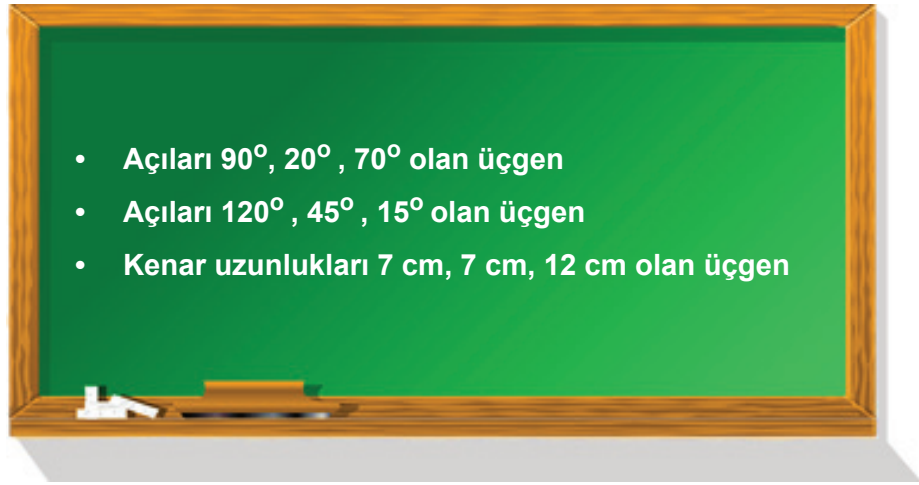 • Açıları 90°, 20° , 70° olan üçgen
• Açıları 120° , 45° , 15° olan üçgen
• Kenar uzunlukları 7 cm, 7 cm, 12 cm olan üçgen